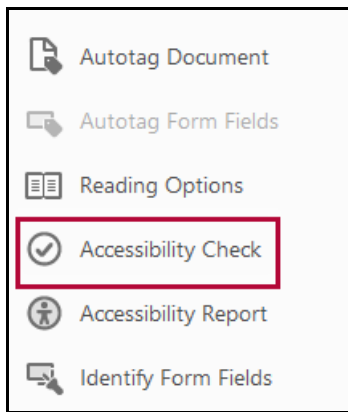 Autotag Document
Autotag Form Fields
Reading Options
Accessibility Check
Accessibility Report
Identify Form Fields